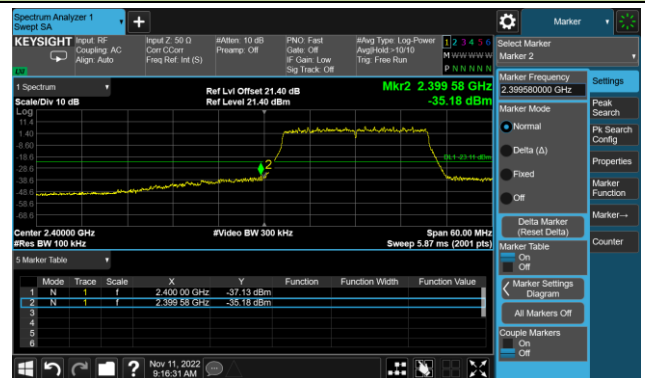 Spectrum Analyzer 1
Swept SA
+
Marker
KEYSIGHT
Input: RF
Coupling: AC
Align: Auto
Input Z: 50 Ω
Corr CCorr
Freq Ref: Int (S)
#Atten: 10 dB
Preamp: Off
PNO: Fast
Gate: Off
IF Gain: Low
Sig Track: Off
#Avg Type: Log-Power
Avg|Hold:>10/10
Trig: Free Run
1 2 3 4 5 6
M W W W W W
P N N N N N
LXI
Select Marker
Marker 2
1 Spectrum
Scale/Div 10 dB
Log
Ref Lvl Offset 21.40 dB
Ref Level 21.40 dBm
Mkr2 2.399 58 GHz
-35.18 dBm
11.4
1.40
-8.60
-18.6
-28.6
-38.6
-48.6
-58.6
-68.6
2
DL1 -23.11 dBm
Center 2.40000 GHz
#Res BW 100 kHz
#Video BW 300 kHz
Span 60.00 MHz
Sweep 5.87 ms (2001 pts)
5 Marker Table
Mode Trace Scale X Y Function Function Width Function Value
1 N 1 f 2.400 00 GHz -37.13 dBm
2 N 1 f 2.399 58 GHz -35.18 dBm
3
4
5
6
Marker Frequency
2.399580000 GHz
Marker Mode
Normal
Delta (Δ)
Fixed
Off
Delta Marker
(Reset Delta)
Marker Table
On
Off
Marker Settings
Diagram
All Markers Off
Couple Markers
On
Off
Settings
Peak
Search
Pk Search
Config
Properties
Marker
Function
Marker→
Counter
?
Nov 11, 2022
9:16:31 AM